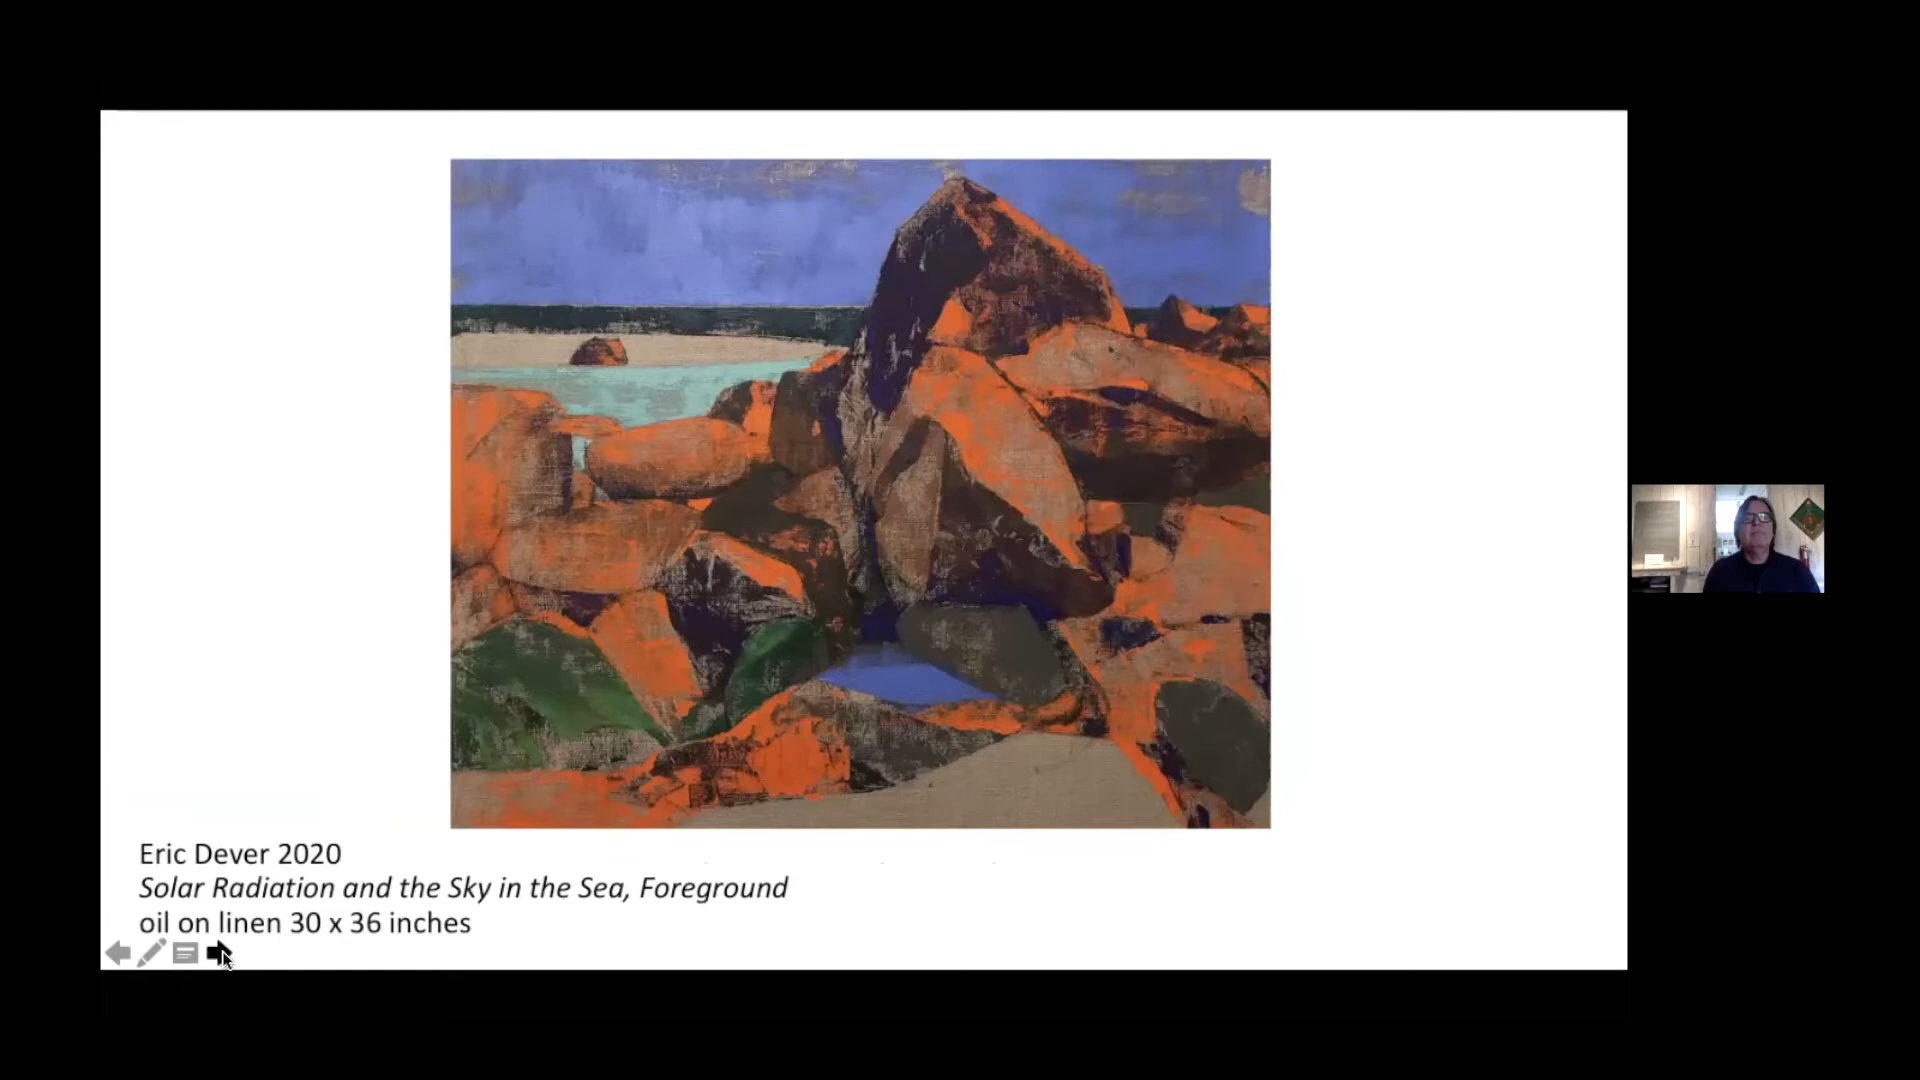 Eric Dever 2020
Solar Radiation and the Sky in the Sea, Foreground
oil on linen 30 x 36 inches